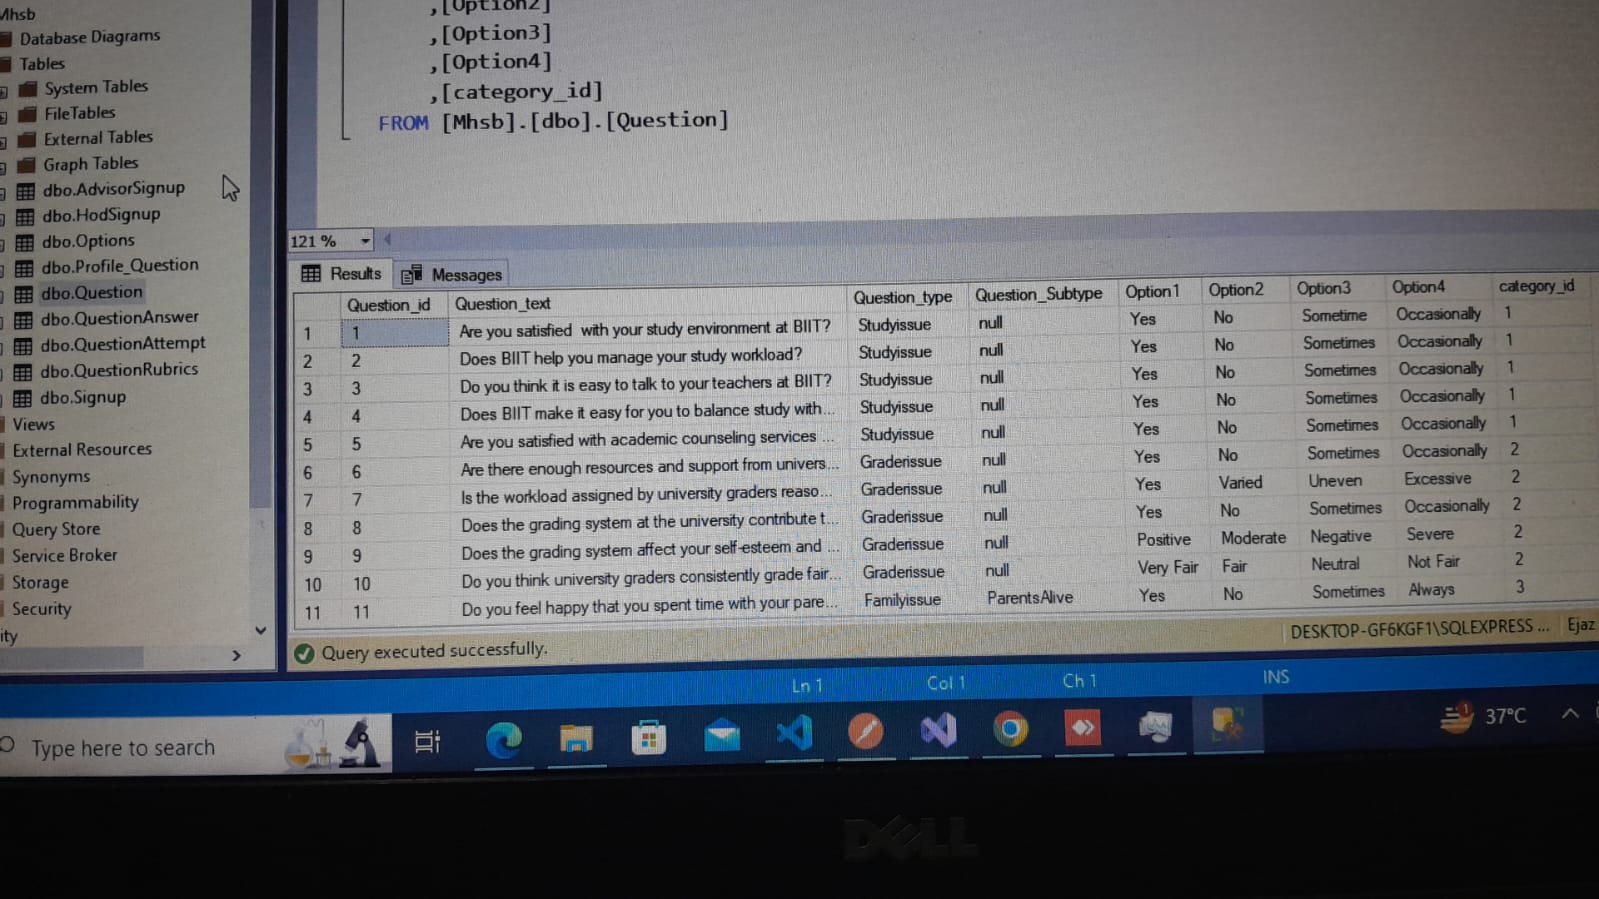 Mhsb
Database Diagrams
Tables
System Tables
FileTables
External Tables
Graph Tables
dbo.AdvisorSignup
dbo.HodSignup
dbo.Options
dbo.Profile_Question
dbo.Question
dbo.QuestionAnswer
dbo.QuestionAttempt
dbo.QuestionRubrics
dbo.Signup
Views
External Resources
Synonyms
Programmability
Query Store
Service Broker
Storage
Security
ity
,[Option2]
,[Option3]
,[Option4]
,[category_id]
FROM [Mhsb].[dbo].[Question]
121 %
Results Messages
Question_id Question_text Question_type Question_Subtype Option1 Option2 Option3 Option4 category_id
1 1 Are you satisfied with your study environment at BIIT? Studyissue null Yes No Sometime Occasionally 1
2 2 Does BIIT help you manage your study workload? Studyissue null Yes No Sometimes Occasionally 1
3 3 Do you think it is easy to talk to your teachers at BIIT? Studyissue null Yes No Sometimes Occasionally 1
4 4 Does BIIT make it easy for you to balance study with... Studyissue null Yes No Sometimes Occasionally 1
5 5 Are you satisfied with academic counseling services ... Studyissue null Yes No Sometimes Occasionally 1
6 6 Are there enough resources and support from univers... Graderissue null Yes No Sometimes Occasionally 2
7 7 Is the workload assigned by university graders reaso... Graderissue null Yes Varied Uneven Excessive 2
8 8 Does the grading system at the university contribute t... Graderissue null Yes No Sometimes Occasionally 2
9 9 Does the grading system affect your self-esteem and ... Graderissue null Positive Moderate Negative Severe 2
10 10 Do you think university graders consistently grade fair... Graderissue null Very Fair Fair Neutral Not Fair 2
11 11 Do you feel happy that you spent time with your pare... Familyissue ParentsAlive Yes No Sometimes Always 3
Query executed successfully. DESKTOP-GF6KGF1\SQLEXPRESS ... Ejaz
Ln 1 Col 1 Ch 1 INS
Type here to search 1 37°C
DELL